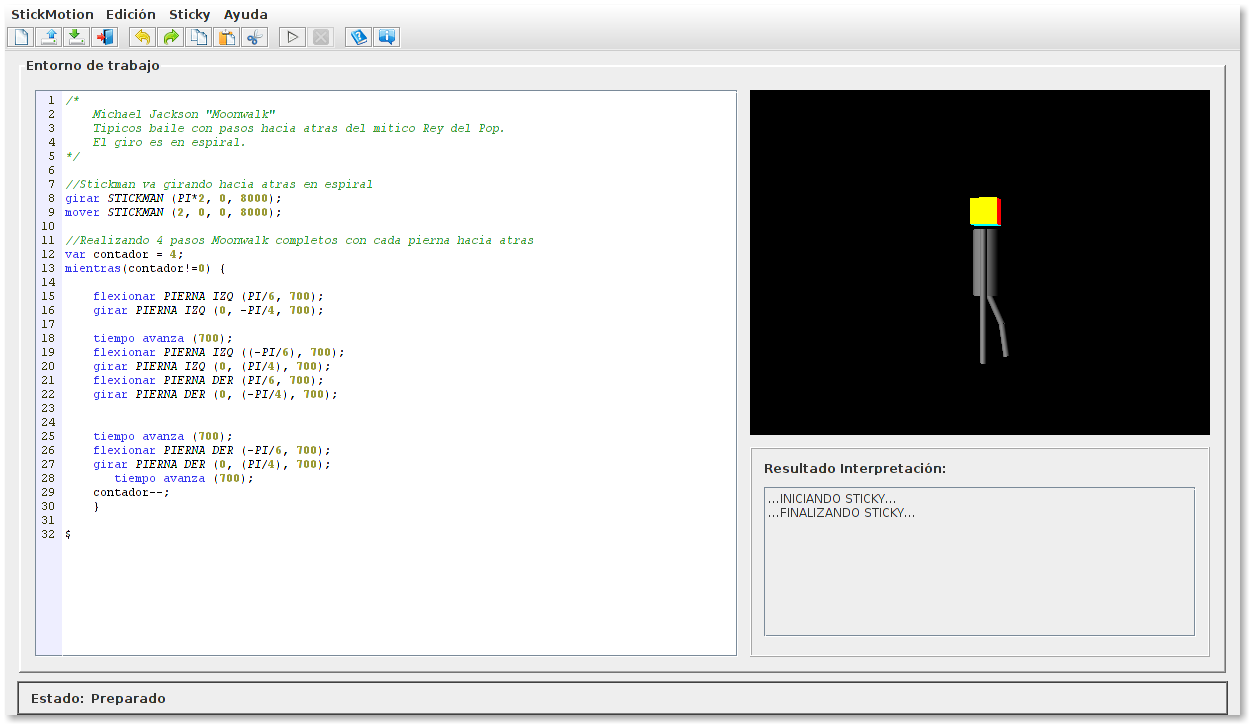 StickMotion Edición Sticky Ayuda
Entorno de trabajo
1 /*
2 Michael Jackson "Moonwalk"
3 Tipicos baile con pasos hacia atras del mitico Rey del Pop.
4 El giro es en espiral.
5 */
6
7 //Stickman va girando hacia atras en espiral
8 girar STICKMAN (PI*2, 0, 8000);
9 mover STICKMAN (2, 0, 0, 8000);
10
11 //Realizando 4 pasos Moonwalk completos con cada pierna hacia atras
12 var contador = 4;
13 mientras(contador!=0) {
14
15 flexionar PIERNA IZQ (PI/6, 700);
16 girar PIERNA IZQ (0, -PI/4, 700);
17
18 tiempo avanza (700);
19 flexionar PIERNA IZQ ((-PI/6), 700);
20 girar PIERNA IZQ (0, (PI/4), 700);
21 flexionar PIERNA DER (PI/6, 700);
22 girar PIERNA DER (0, (-PI/4), 700);
23
24
25 tiempo avanza (700);
26 flexionar PIERNA DER (-PI/6, 700);
27 girar PIERNA DER (0, (PI/4), 700);
28 tiempo avanza (700);
29 contador--;
30 }
31
32 $
Resultado Interpretación:
...INICIANDO STICKY...
...FINALIZANDO STICKY...
Estado: Preparado